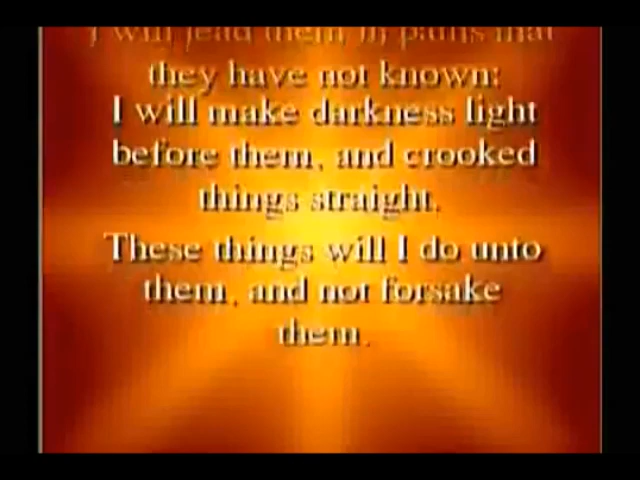 I will lead them in paths that
they have not known:
I will make darkness light
before them, and crooked
things straight.
These things will I do unto
them, and not forsake
them.